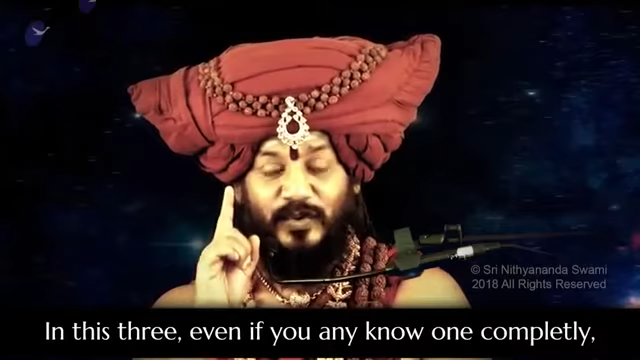 © Sri Nithyananda Swami
2018 All Rights Reserved
In this three, even if you any know one completly,